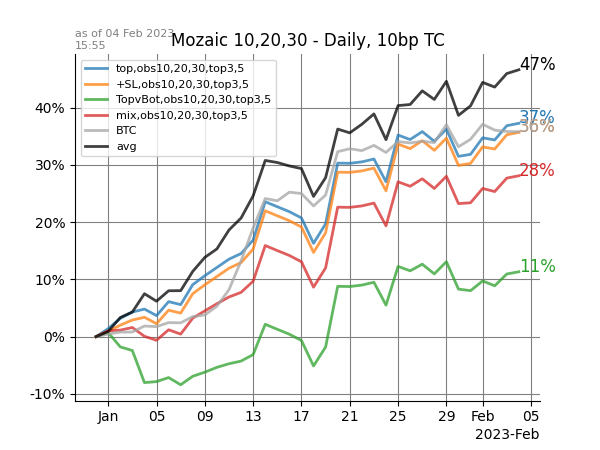 as of 04 Feb 2023
15:55
Mozaic 10,20,30 - Daily, 10bp TC
top,obs10,20,30,top3,5
+SL,obs10,20,30,top3,5
TopvBot,obs10,20,30,top3,5
mix,obs10,20,30,top3,5
BTC
avg
47%
37%
36%
28%
11%
40%
30%
20%
10%
0%
-10%
Jan 05 09 13 17 21 25 29 Feb 05
2023-Feb